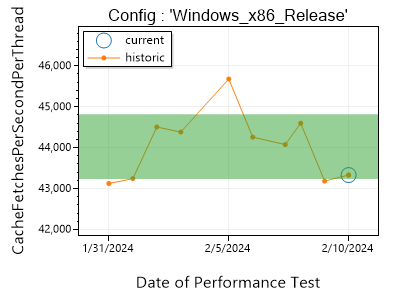 Config : 'Windows_x86_Release'
current
historic
CacheFetchesPerSecondPerThread
46,000
45,000
44,000
43,000
42,000
1/31/2024
2/5/2024
2/10/2024
Date of Performance Test